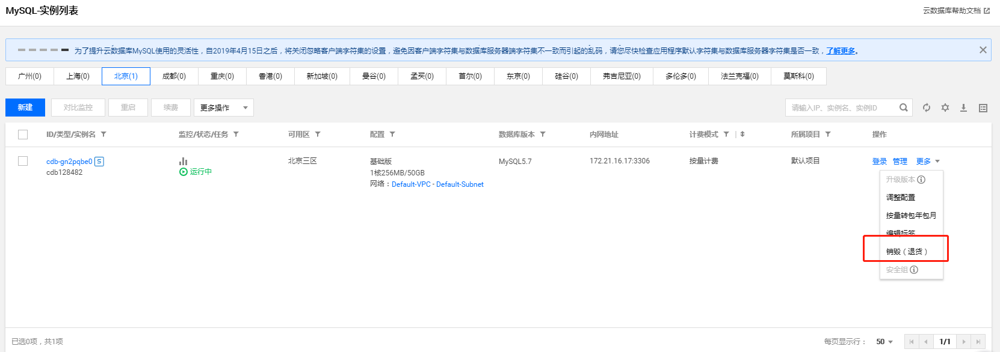 MySQL-实例列表
云数据库帮助文档
为了提升云数据库MySQL使用的灵活性，自2019年4月15日之后，将关闭忽略客户端字符集的设置，避免因客户端字符集与数据库服务器端字符集不一致而引起的乱码，请您尽快检查应用程序默认字符集与数据库服务器字符集是否一致，了解更多。
广州(0) 上海(0) 北京(1) 成都(0) 重庆(0) 香港(0) 新加坡(0) 曼谷(0) 孟买(0) 首尔(0) 东京(0) 硅谷(0) 弗吉尼亚(0) 多伦多(0) 法兰克福(0) 莫斯科(0)
新建 对比监控 重启 续费 更多操作 请输入IP、实例名、实例ID
ID/类型/实例名 监控/状态/任务 可用区 配置 数据库版本 内网地址 计费模式 所属项目 操作
cdb-gn2pqbe0 S 北京三区 基础版 MySQL5.7 172.21.16.17:3306 按量计费 默认项目 登录 管理 更多
cdb128482 运行中 1核256MB/50GB
网络：Default-VPC - Default-Subnet
升级版本
调整配置
按量转包年包月
编辑标签
销毁（退货）
安全组
已选0项，共1项 每页显示行： 50 1/1